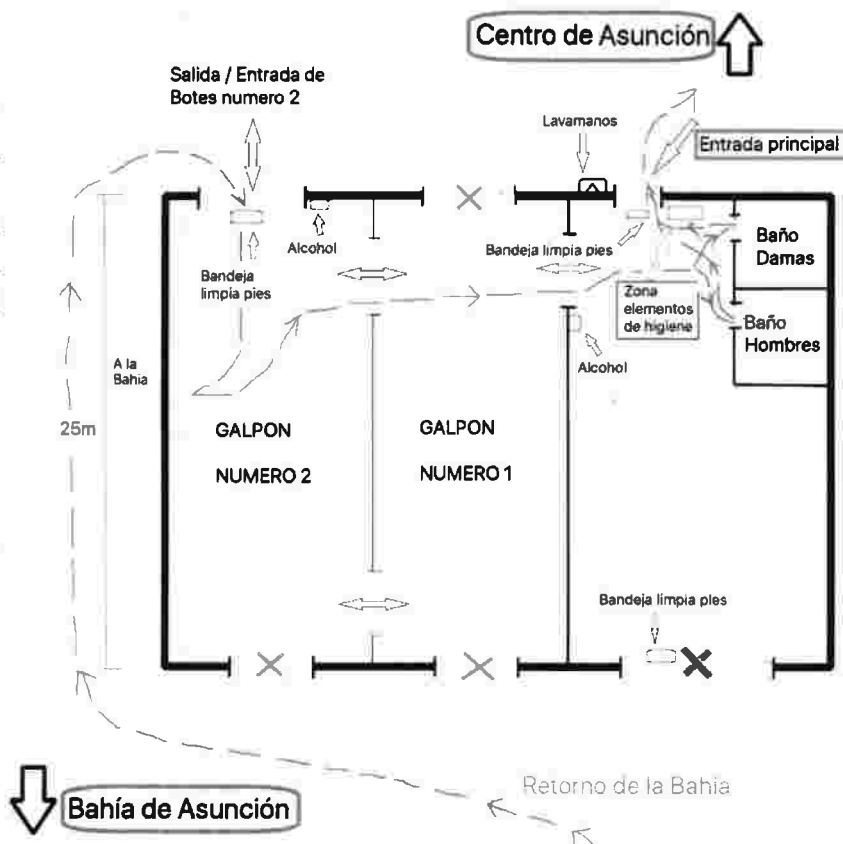 Centro de Asunción
Salida / Entrada de
Botes numero 2
Lavamanos
Entrada principal
Alcohol
Bandeja limpia pies
Bandeja
limpia pies
Baño
Damas
Zona
elementos
de higiene
Baño
Hombres
A la
Bahia
Alcohol
25m
GALPON
NUMERO 2
GALPON
NUMERO 1
Bandeja limpia pies
Retorno de la Bahia
Bahía de Asunción